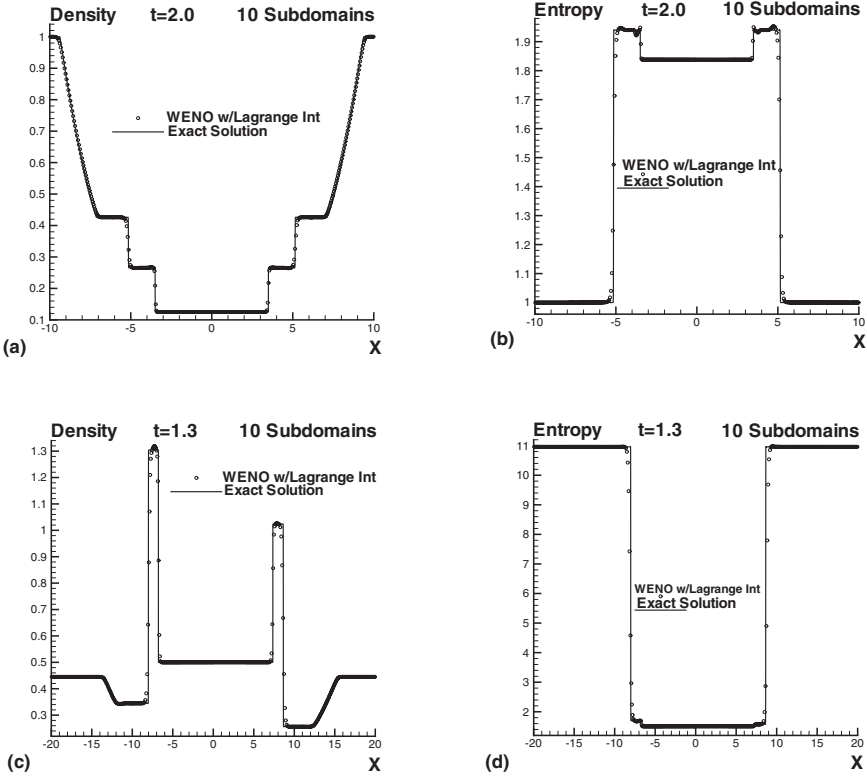 Density t=2.0 10 Subdomains
1
0.9
0.8
0.7
0.6
0.5
0.4
0.3
0.2
0.1
WENO w/Lagrange Int
Exact Solution
-10 -5 0 5 10
X
(a)
Entropy t=2.0 10 Subdomains
1.9
1.8
1.7
1.6
1.5
1.4
1.3
1.2
1.1
1
WENO w/Lagrange Int
Exact Solution
-10 -5 0 5 10
X
(b)
Density t=1.3 10 Subdomains
1.3
1.2
1.1
1
0.9
0.8
0.7
0.6
0.5
0.4
0.3
WENO w/Lagrange Int
Exact Solution
-20 -15 -10 -5 0 5 10 15 20
X
(c)
Entropy t=1.3 10 Subdomains
11
10
9
8
7
6
5
4
3
2
WENO w/Lagrange Int
Exact Solution
-20 -15 -10 -5 0 5 10 15 20
X
(d)